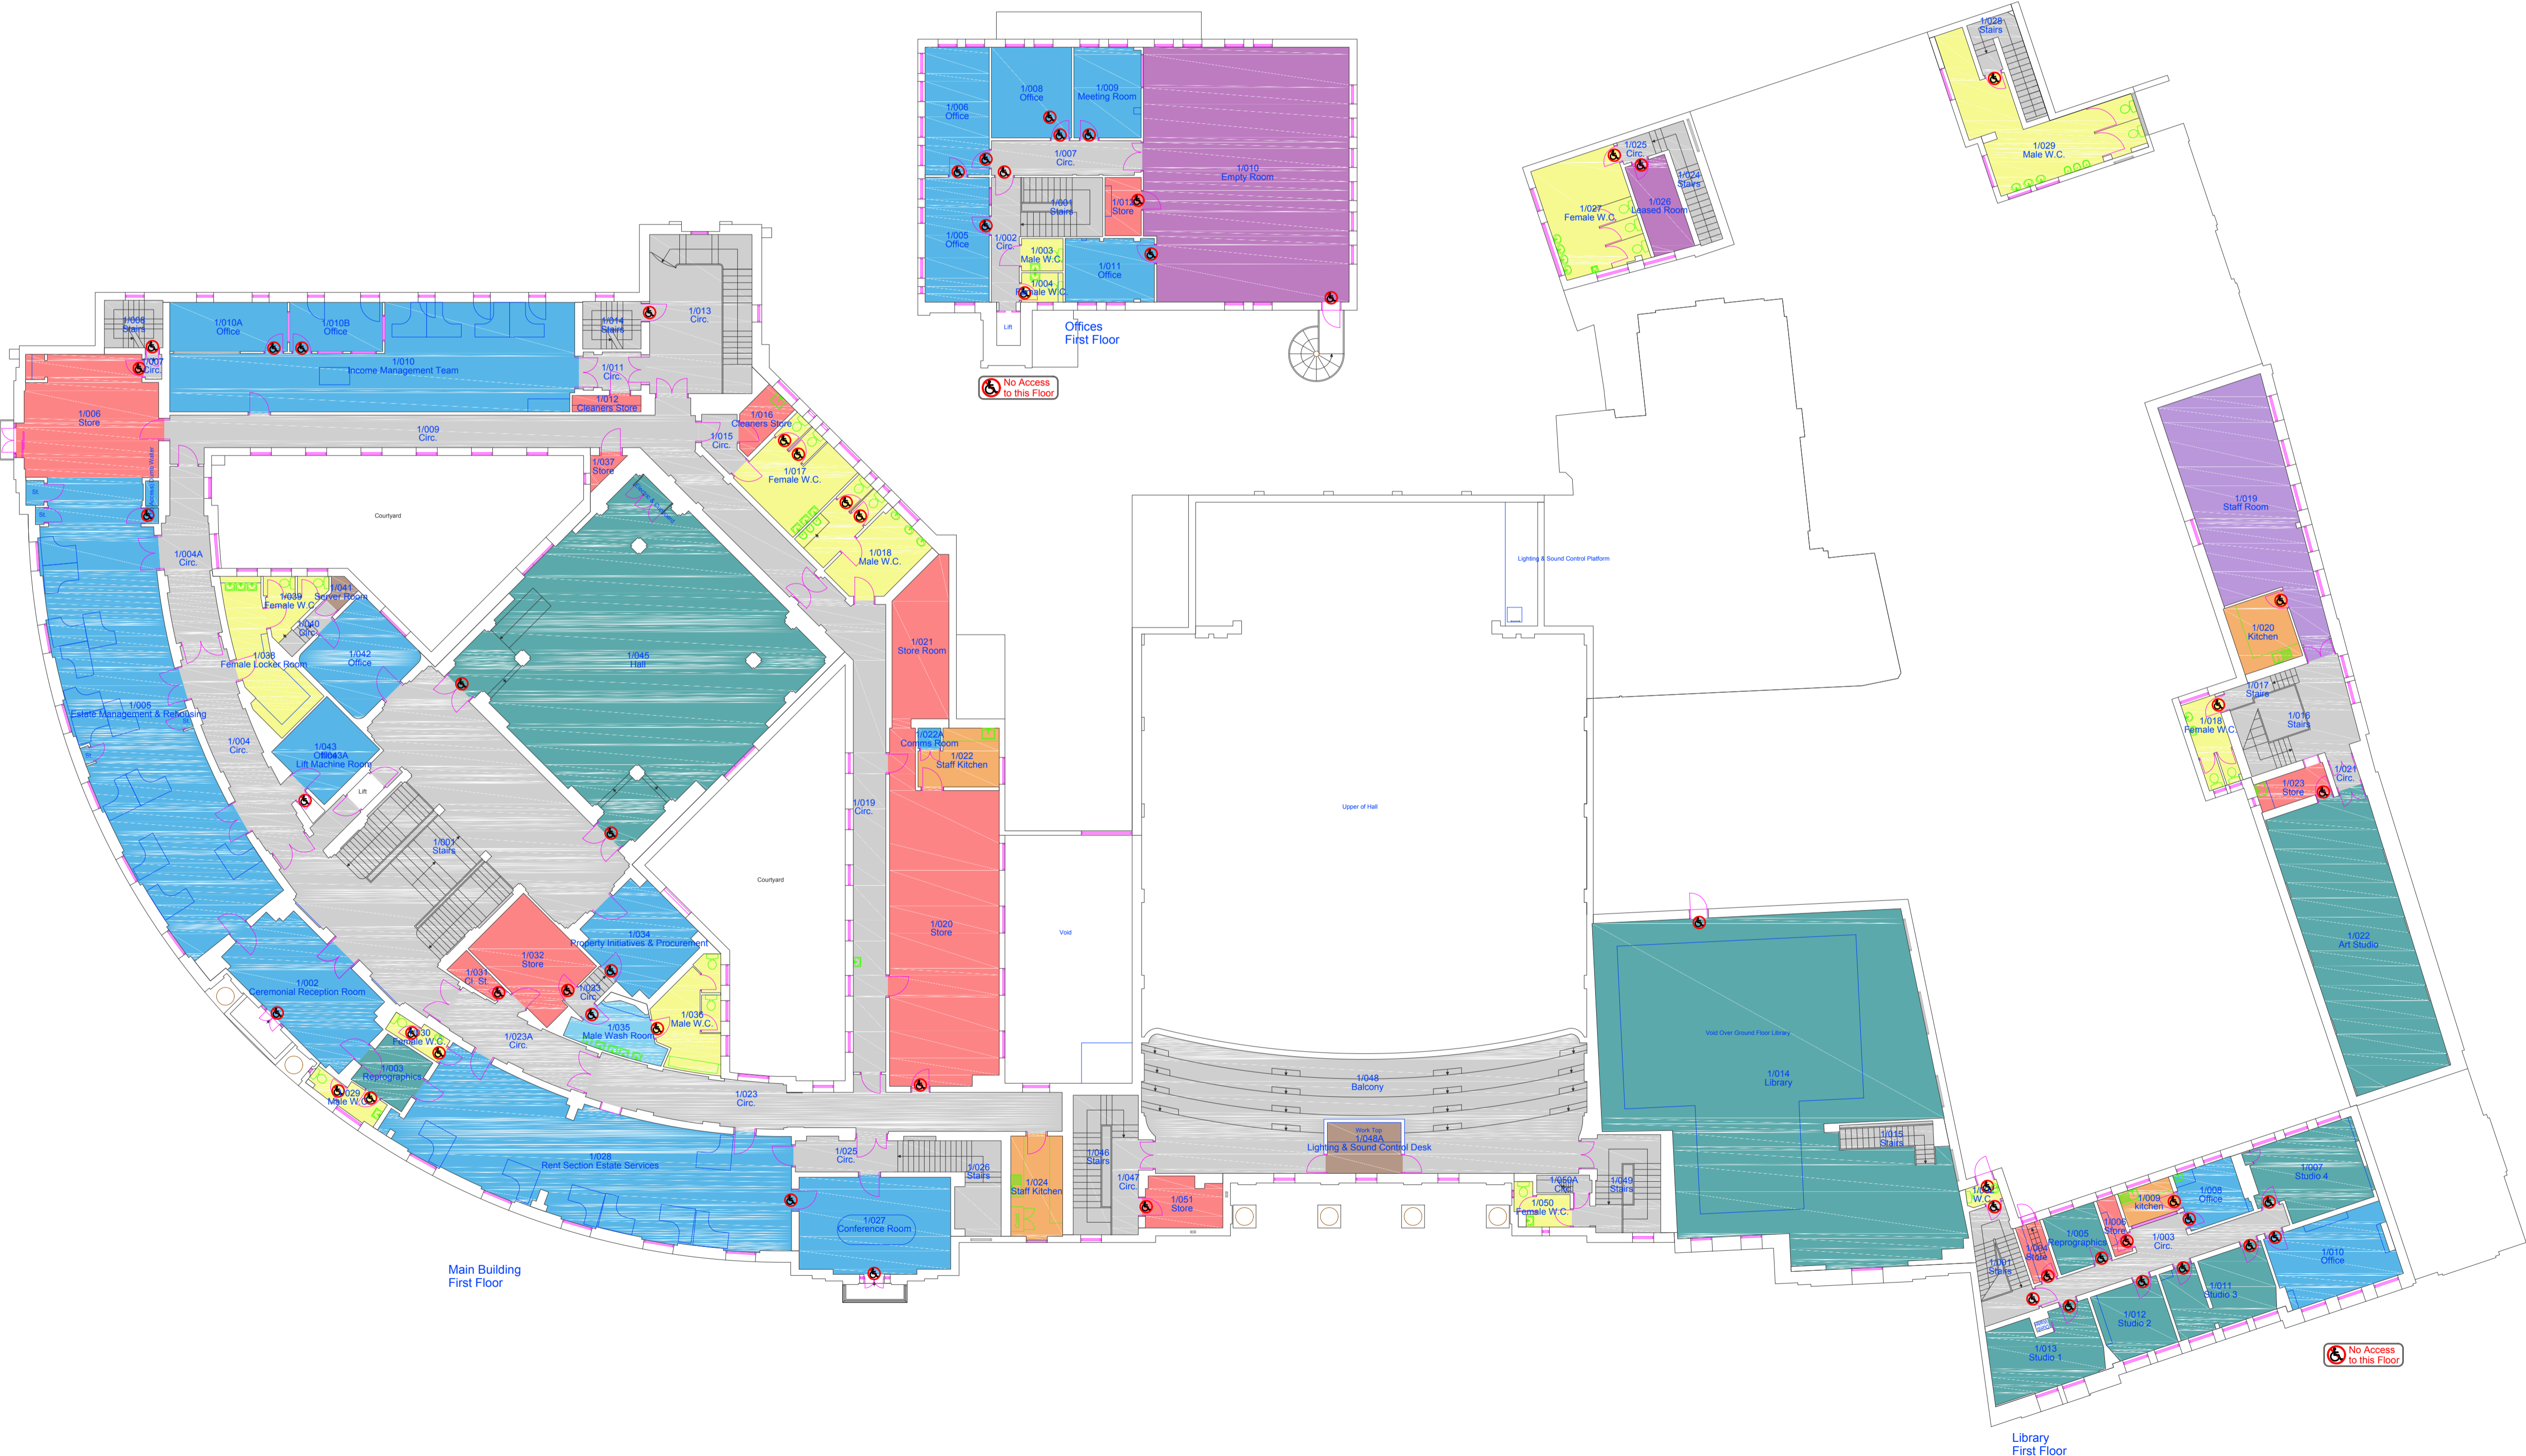 1/028
Stairs
1/029
Male W.C.
1/008
Office
1/009
Meeting Room
1/006
Office
1/007
Circ.
1/010
Empty Room
1/001
Stairs
1/012
Store
1/005
Office
1/002
Circ.
1/003
Male W.C.
1/011
Office
1/004
Female W.C.
Lift
Offices
First Floor
No Access
to this Floor
1/025
Circ.
1/024
Stairs
1/026
Leased Room
1/027
Female W.C.
1/008
Stairs
1/010A
Office
1/010B
Office
1/014
Stairs
1/013
Circ.
1/007
Circ.
1/010
Income Management Team
1/011
Circ.
1/012
Cleaners Store
1/006
Store
1/009
Circ.
1/016
Cleaners Store
1/015
Circ.
1/037
Store
1/017
Female W.C.
St.
St.
Courtyard
1/004A
Circ.
1/018
Male W.C.
1/039
Female W.C.
1/041
Server Room
1/040
Circ.
1/038
Female Locker Room
1/042
Office
1/045
Hall
1/021
Store Room
1/005
Estate Management & Rehousing
St.
St.
1/004
Circ.
1/043
Office
1/043A
Lift Machine Room
Lift
1/022A
Comms Room
1/022
Staff Kitchen
1/019
Circ.
1/001
Stairs
Courtyard
1/020
Store
Void
1/034
Property Initiatives & Procurement
1/032
Store
1/031
Cl. St.
1/033
Circ.
1/002
Ceremonial Reception Room
1/035
Male Wash Room
1/036
Male W.C.
1/030
Female W.C.
1/023A
Circ.
1/003
Reprographics
1/029
Male W.C.
1/023
Circ.
1/028
Rent Section Estate Services
1/025
Circ.
1/026
Stairs
1/024
Staff Kitchen
1/027
Conference Room
Main Building
First Floor
Lighting & Sound Control Platform
Upper of Hall
1/048
Balcony
Work Top
1/048A
Lighting & Sound Control Desk
1/046
Stairs
1/047
Circ.
1/051
Store
1/050A
Circ.
1/050
Female W.C.
1/049
Stairs
Void Over Ground Floor Library
1/014
Library
1/015
Stairs
1/019
Staff Room
1/020
Kitchen
1/017
Stairs
1/018
Female W.C.
1/016
Stairs
1/021
Circ.
1/023
Store
1/022
Art Studio
W.C.
1/001
Stairs
1/004
Store
1/005
Reprographics
1/006
Store
1/009
kitchen
1/008
Office
1/007
Studio 4
1/003
Circ.
1/010
Office
1/011
Studio 3
1/012
Studio 2
1/013
Studio 1
No Access
to this Floor
Library
First Floor